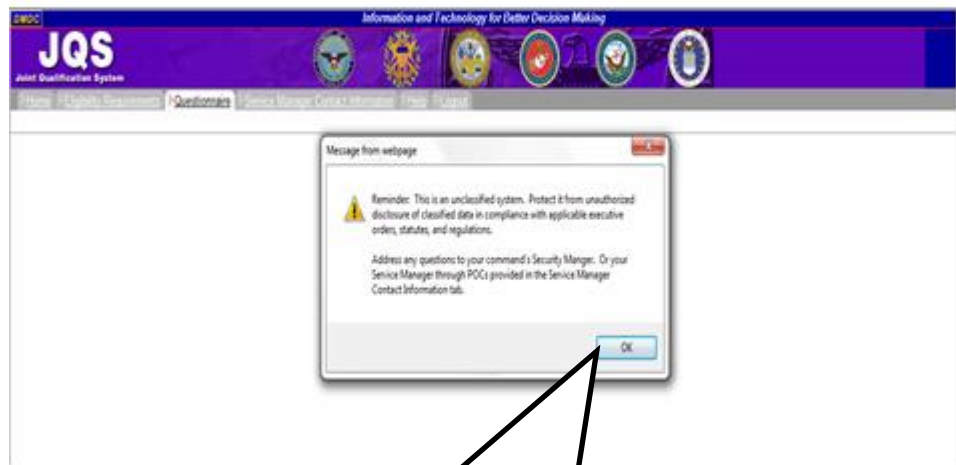 DMDC
Information and Technology for Better Decision Making
JQS
Joint Qualification System
Home Eligibility Requirements Questionnaire Service Manager Contact Information Help Logout
Message from webpage
Reminder: This is an unclassified system. Protect it from unauthorized
disclosure of classified data in compliance with applicable executive
orders, statutes, and regulations.
Address any questions to your command's Security Manger. Or your
Service Manager through POCs provided in the Service Manager
Contact Information tab.
OK